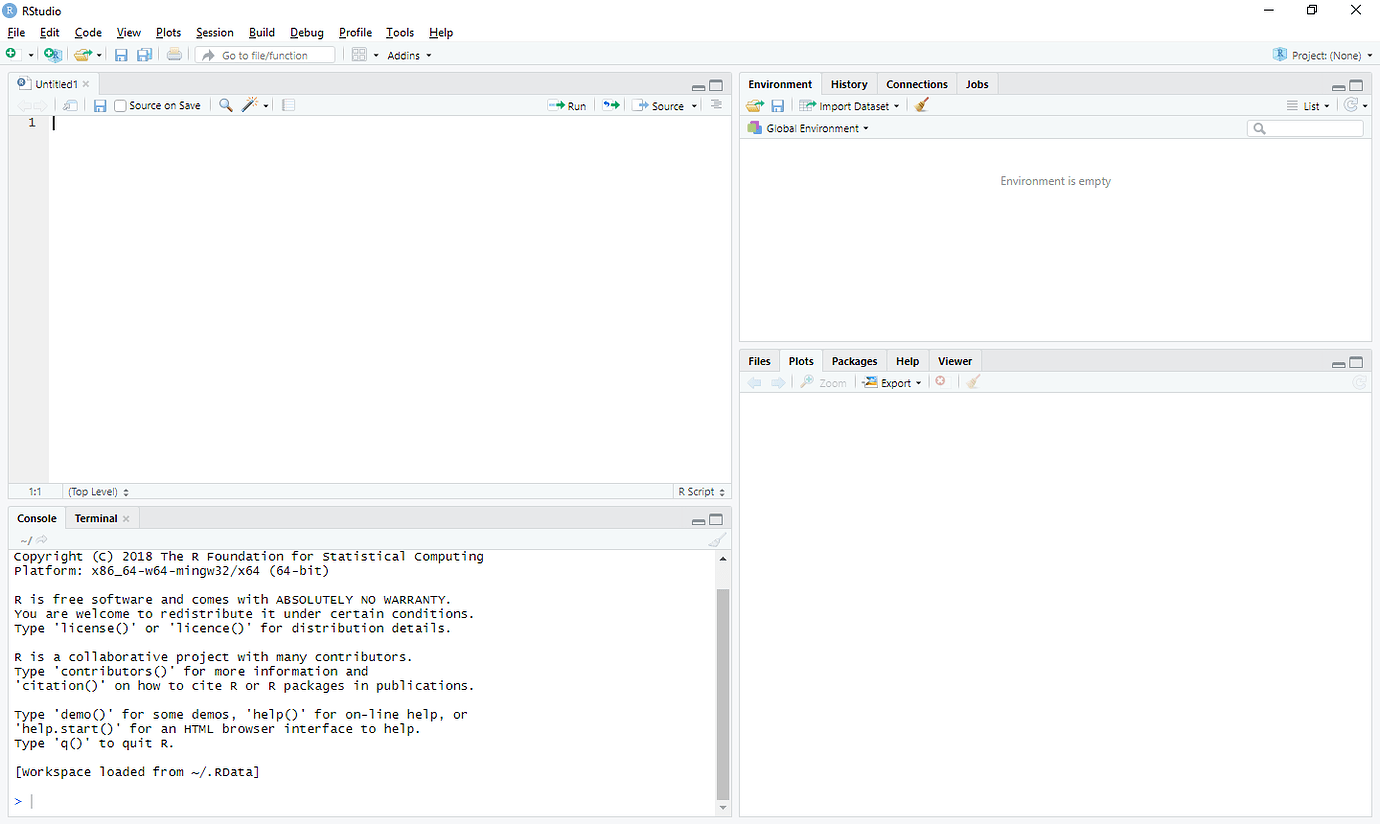 RStudio
File Edit Code View Plots Session Build Debug Profile Tools Help
Go to file/function Addins Project: (None)
Untitled1
Source on Save Run Source
1
1:1 (Top Level) R Script
Console Terminal
~/
Copyright (C) 2018 The R Foundation for Statistical Computing
Platform: x86_64-w64-mingw32/x64 (64-bit)
R is free software and comes with ABSOLUTELY NO WARRANTY.
You are welcome to redistribute it under certain conditions.
Type 'license()' or 'licence()' for distribution details.
R is a collaborative project with many contributors.
Type 'contributors()' for more information and
'citation()' on how to cite R or R packages in publications.
Type 'demo()' for some demos, 'help()' for on-line help, or
'help.start()' for an HTML browser interface to help.
Type 'q()' to quit R.
[Workspace loaded from ~/.RData]
>
Environment History Connections Jobs
Import Dataset List
Global Environment
Environment is empty
Files Plots Packages Help Viewer
Zoom Export